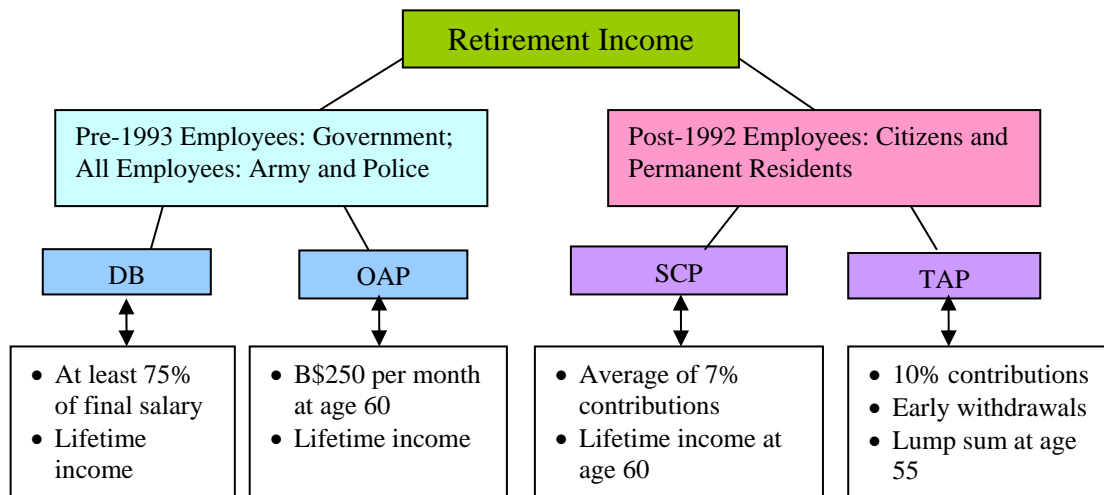 Retirement Income
Pre-1993 Employees: Government;
All Employees: Army and Police
Post-1992 Employees: Citizens and
Permanent Residents
DB
OAP
SCP
TAP
• At least 75%
of final salary
• Lifetime
income
• B$250 per month
at age 60
• Lifetime income
• Average of 7%
contributions
• Lifetime income at
age 60
• 10% contributions
• Early withdrawals
• Lump sum at age
55